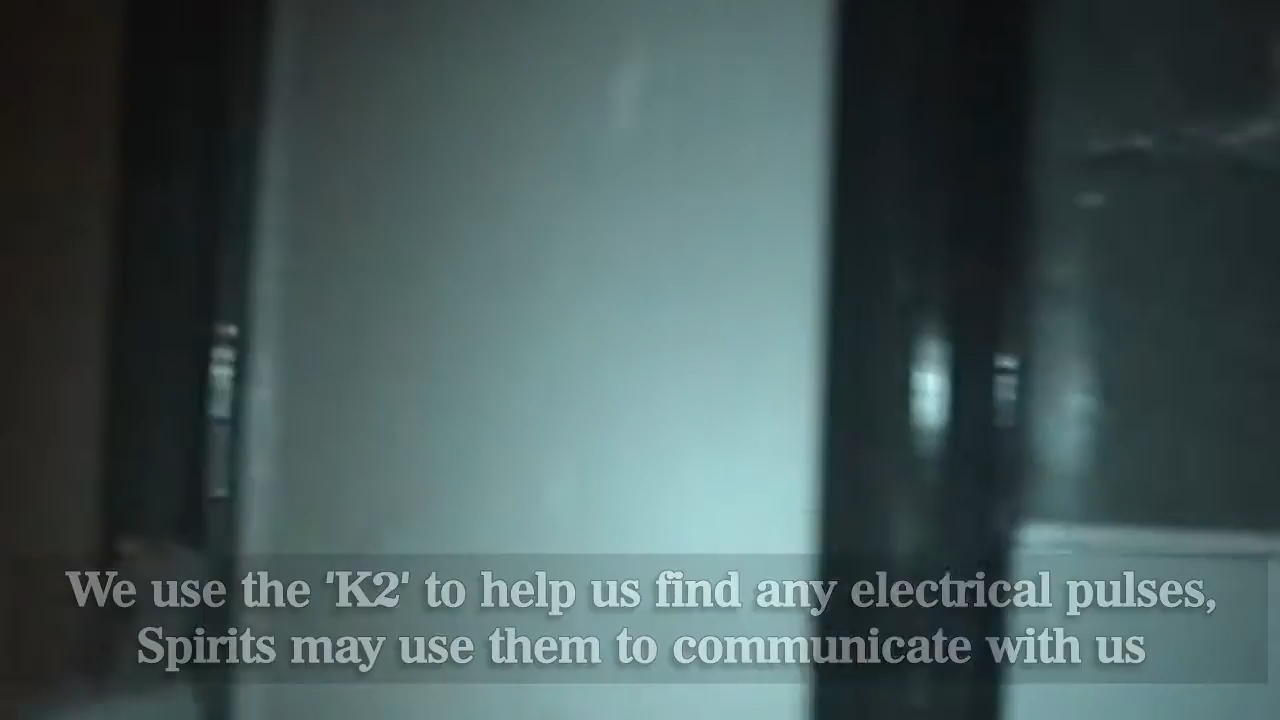 We use the 'K2' to help us find any electrical pulses,
Spirits may use them to communicate with us